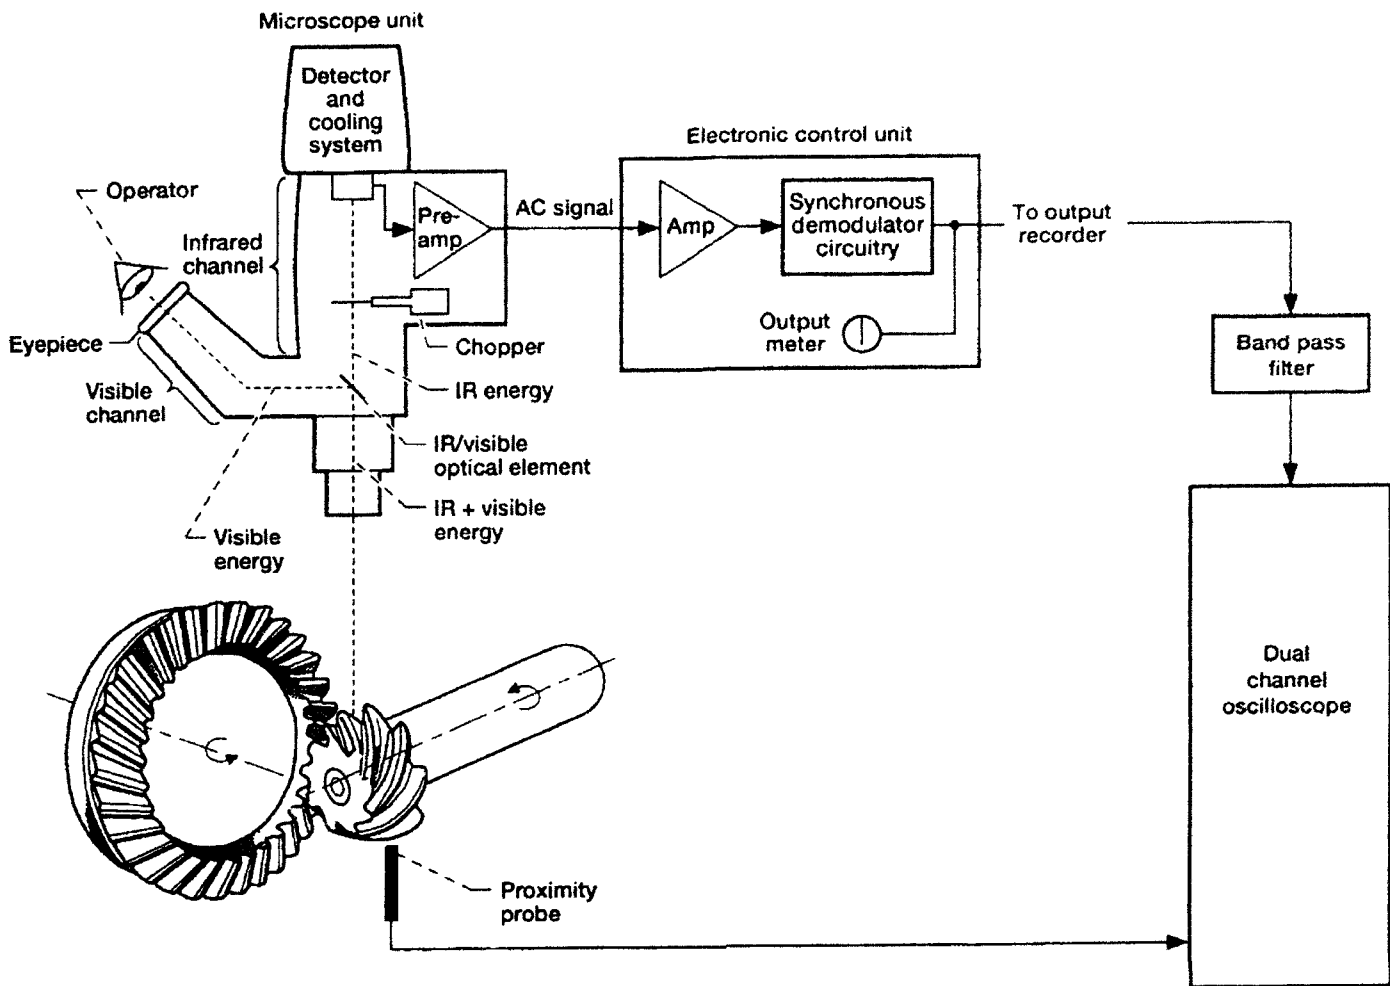 Microscope unit
Detector
and
cooling
system
Electronic control unit
Operator
Infrared
channel
Pre-
amp
AC signal
Amp
Synchronous
demodulator
circuitry
To output
recorder
Output
meter
Eyepiece
Chopper
Band pass
filter
Visible
channel
IR energy
IR/visible
optical element
IR + visible
energy
Visible
energy
Dual
channel
oscilloscope
Proximity
probe